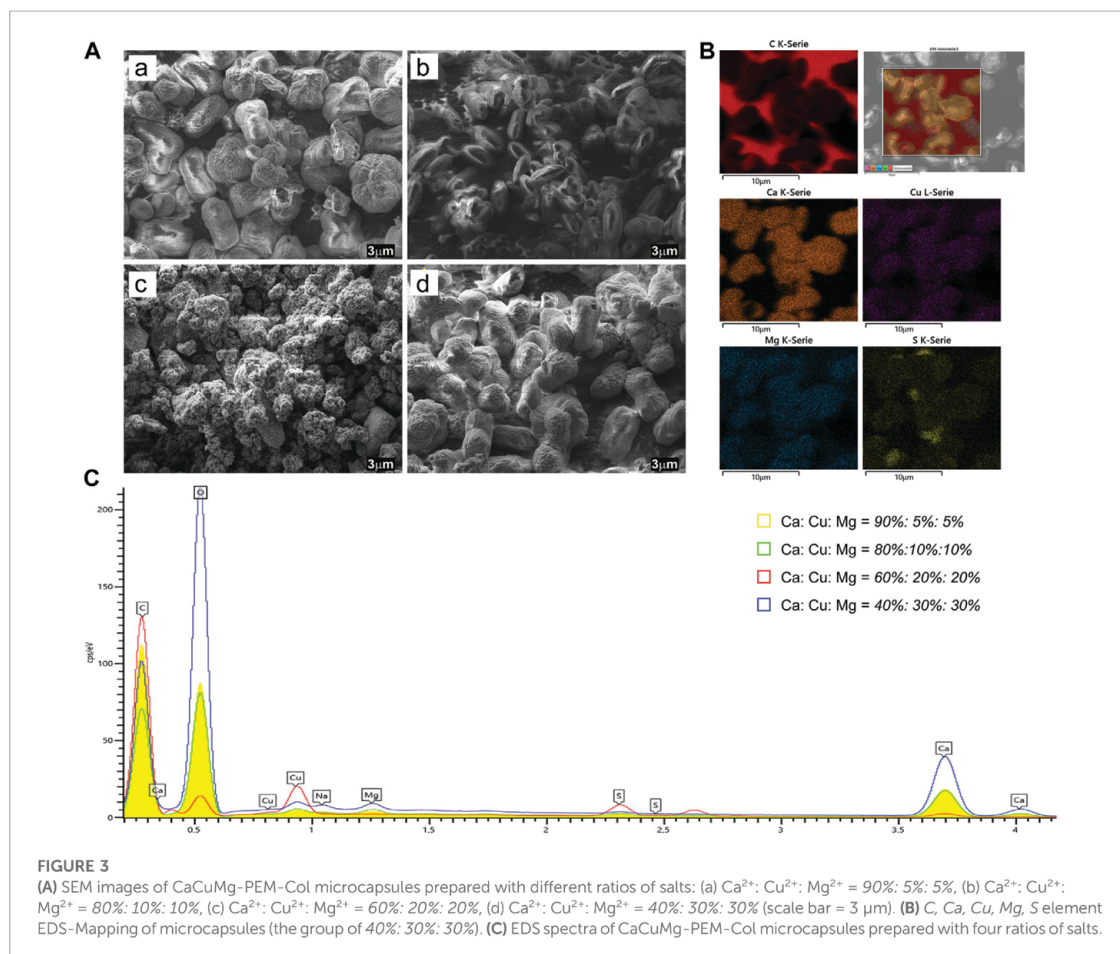 A
a
b
3μm
3μm
c
d
3μm
3μm
B
C K-Serie
10μm
Ca K-Serie
Cu L-Serie
10μm
10μm
Mg K-Serie
S K-Serie
10μm
10μm
C
cps/eV
200
150
100
50
0
0.5
1
1.5
2
2.5
3
3.5
4
C
Ca
O
Cu
Cu
Na
Mg
S
S
Ca
Ca
Ca: Cu: Mg = 90%: 5%: 5%
Ca: Cu: Mg = 80%:10%:10%
Ca: Cu: Mg = 60%: 20%: 20%
Ca: Cu: Mg = 40%: 30%: 30%
FIGURE 3
(A) SEM images of CaCuMg-PEM-Col microcapsules prepared with different ratios of salts: (a) Ca²⁺: Cu²⁺: Mg²⁺ = 90%: 5%: 5%, (b) Ca²⁺: Cu²⁺:
Mg²⁺ = 80%: 10%: 10%, (c) Ca²⁺: Cu²⁺: Mg²⁺ = 60%: 20%: 20%, (d) Ca²⁺: Cu²⁺: Mg²⁺ = 40%: 30%: 30% (scale bar = 3 μm). (B) C, Ca, Cu, Mg, S element
EDS-Mapping of microcapsules (the group of 40%: 30%: 30%). (C) EDS spectra of CaCuMg-PEM-Col microcapsules prepared with four ratios of salts.